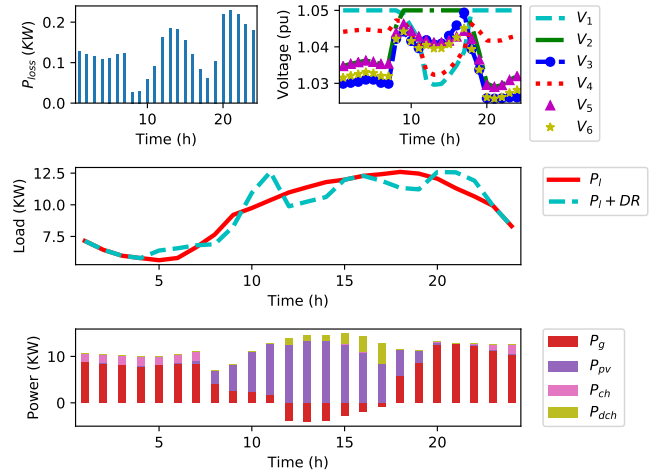 0.2
0.1
0.0
P_loss (KW)
10
20
Time (h)
1.05
1.04
1.03
Voltage (pu)
0
10
20
Time (h)
V_1
V_2
V_3
V_4
V_5
V_6
12.5
10.0
7.5
Load (KW)
5
10
15
20
Time (h)
P_l
P_l + DR
10
0
Power (KW)
5
10
15
20
Time (h)
P_g
P_pv
P_ch
P_dch